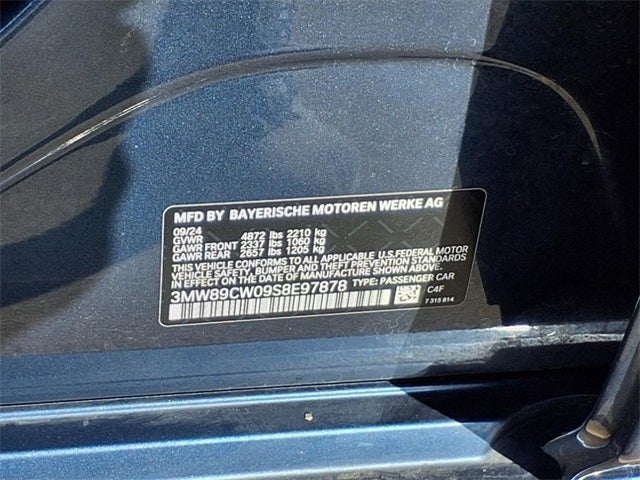 MFD BY BAYERISCHE MOTOREN WERKE AG
09/24
GVWR 4872 lbs 2210 kg
GAWR FRONT 2337 lbs 1060 kg
GAWR REAR 2657 lbs 1205 kg
THIS VEHICLE CONFORMS TO ALL APPLICABLE U.S.FEDERAL MOTOR
VEHICLE SAFETY, BUMPER AND THEFT PREVENTION STANDARDS
IN EFFECT ON THE DATE OF MANUFACTURE SHOWN ABOVE.
3MW89CW09S8E97878 TYPE: PASSENGER CAR
C4F
7 315 814